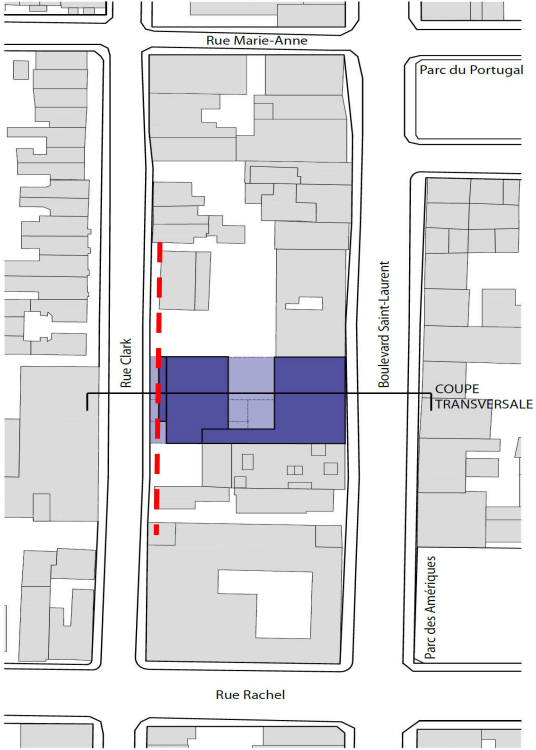 Rue Marie-Anne
Parc du Portugal
Rue Clark
Boulevard Saint-Laurent
COUPE
TRANSVERSALE
Parc des Amériques
Rue Rachel